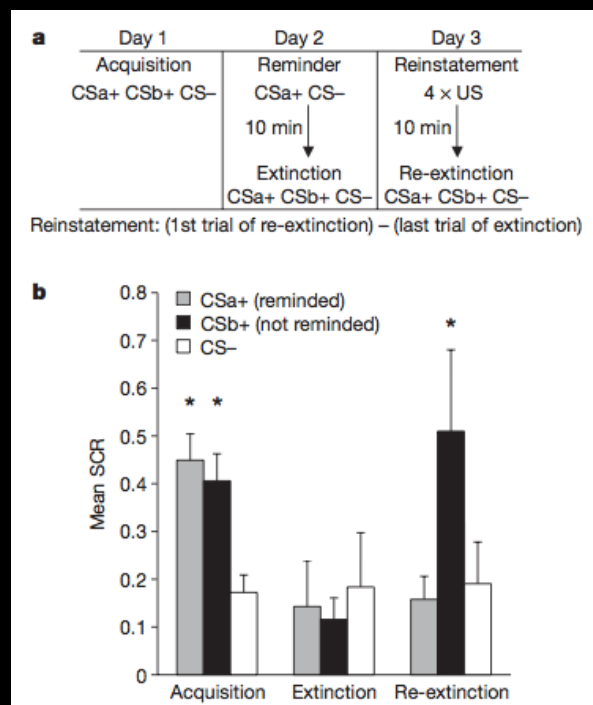 a Day 1 Day 2 Day 3
Acquisition Reminder Reinstatement
CSa+ CSb+ CS– CSa+ CS– 4 × US
10 min 10 min
Extinction Re-extinction
CSa+ CSb+ CS– CSa+ CSb+ CS–
Reinstatement: (1st trial of re-extinction) – (last trial of extinction)
b
CSa+ (reminded)
CSb+ (not reminded)
CS–
* * *
Mean SCR
0.8
0.7
0.6
0.5
0.4
0.3
0.2
0.1
0
Acquisition Extinction Re-extinction